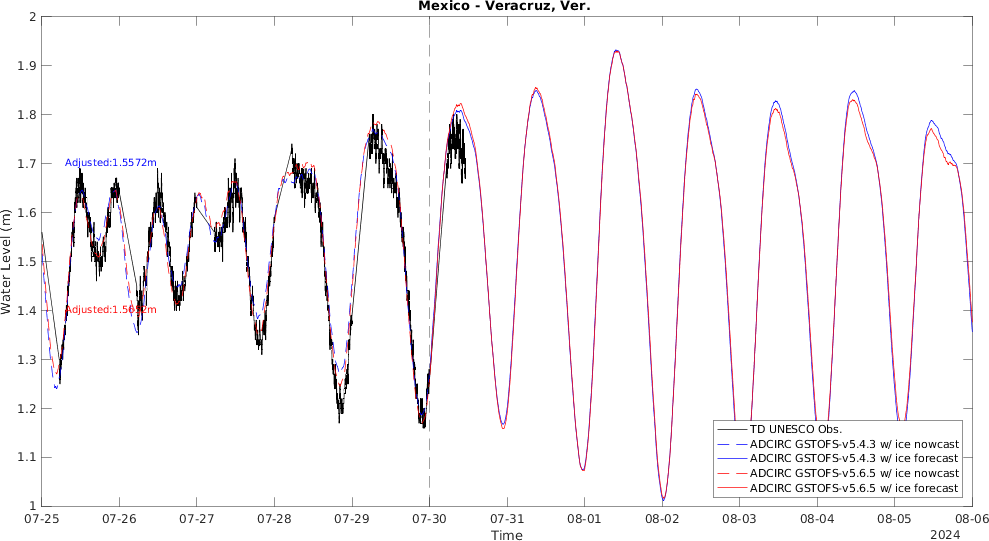 Mexico - Veracruz, Ver.
2
1.9
1.8
1.7
1.6
1.5
1.4
1.3
1.2
1.1
1
Water Level (m)
Adjusted:1.5572m
TD UNESCO Obs.
ADCIRC GSTOFS-v5.4.3 w/ ice nowcast
ADCIRC GSTOFS-v5.4.3 w/ ice forecast
ADCIRC GSTOFS-v5.6.5 w/ ice nowcast
ADCIRC GSTOFS-v5.6.5 w/ ice forecast
07-25 07-26 07-27 07-28 07-29 07-30 07-31 08-01 08-02 08-03 08-04 08-05 08-06
Time
2024